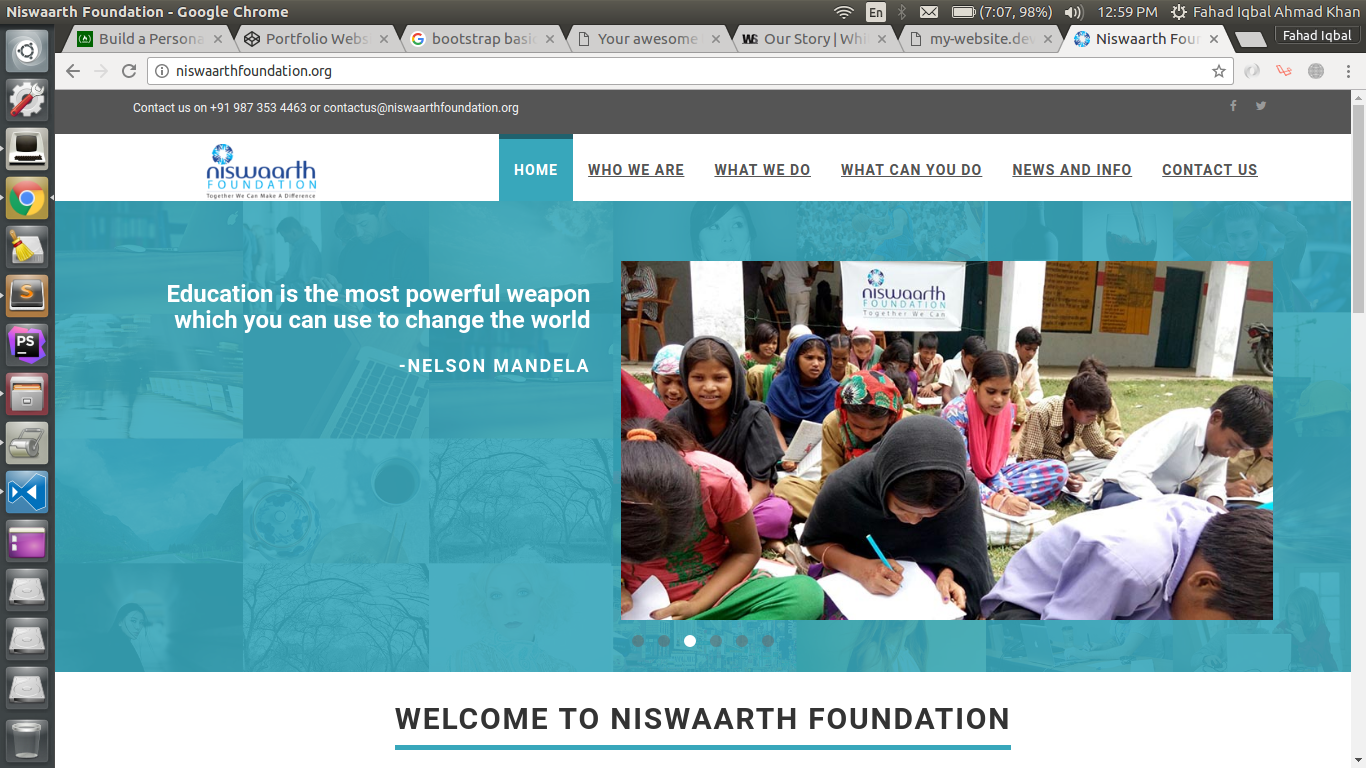 Niswaarth Foundation - Google Chrome
En
(7:07, 98%)
12:59 PM
Fahad Iqbal Ahmad Khan
Build a Persona
Portfolio Webs
bootstrap basi
Your awesome
Our Story | Whi
my-website.dev
Niswaarth Four
Fahad Iqbal
niswaarthfoundation.org
Contact us on +91 987 353 4463 or contactus@niswaarthfoundation.org
niswaarth
FOUNDATION
Together We Can Make A Difference
HOME
WHO WE ARE
WHAT WE DO
WHAT CAN YOU DO
NEWS AND INFO
CONTACT US
Education is the most powerful weapon
which you can use to change the world
-NELSON MANDELA
niswaarth
FOUNDATION
Together We Can
S
PS
WELCOME TO NISWAARTH FOUNDATION